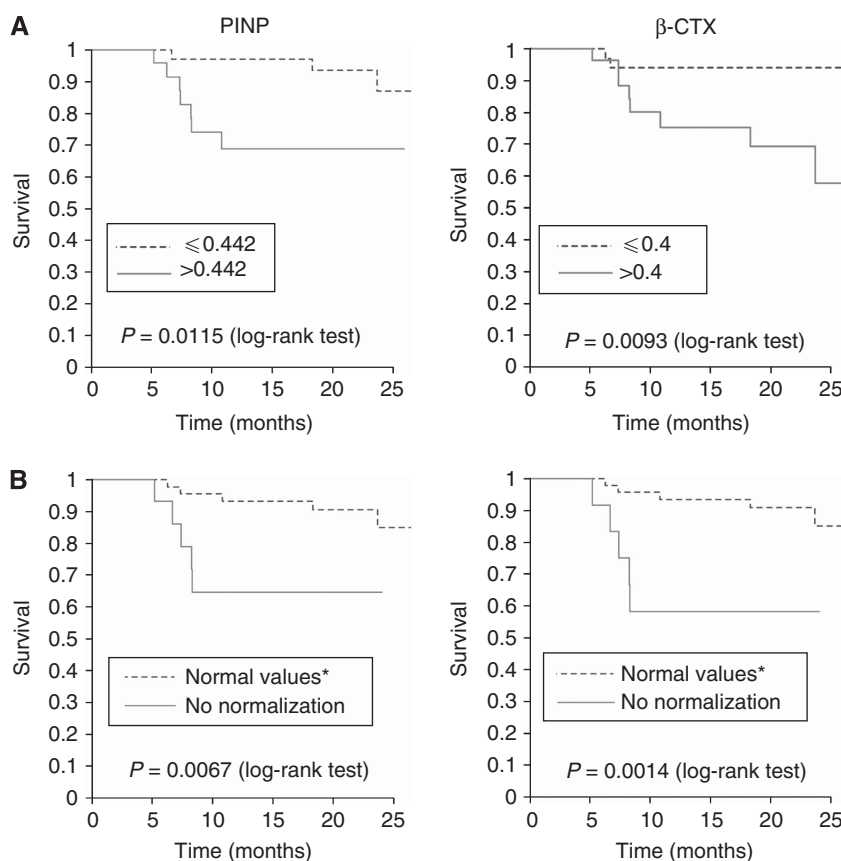 A
PINP
β-CTX
1
0.9
0.8
0.7
0.6
0.5
0.4
0.3
0.2
0.1
0
Survival
⩽0.442
>0.442
P = 0.0115 (log-rank test)
0 5 10 15 20 25
Time (months)
1
0.9
0.8
0.7
0.6
0.5
0.4
0.3
0.2
0.1
0
Survival
⩽0.4
>0.4
P = 0.0093 (log-rank test)
0 5 10 15 20 25
Time (months)
B
1
0.9
0.8
0.7
0.6
0.5
0.4
0.3
0.2
0.1
0
Survival
Normal values*
No normalization
P = 0.0067 (log-rank test)
0 5 10 15 20 25
Time (months)
1
0.9
0.8
0.7
0.6
0.5
0.4
0.3
0.2
0.1
0
Survival
Normal values*
No normalization
P = 0.0014 (log-rank test)
0 5 10 15 20 25
Time (months)